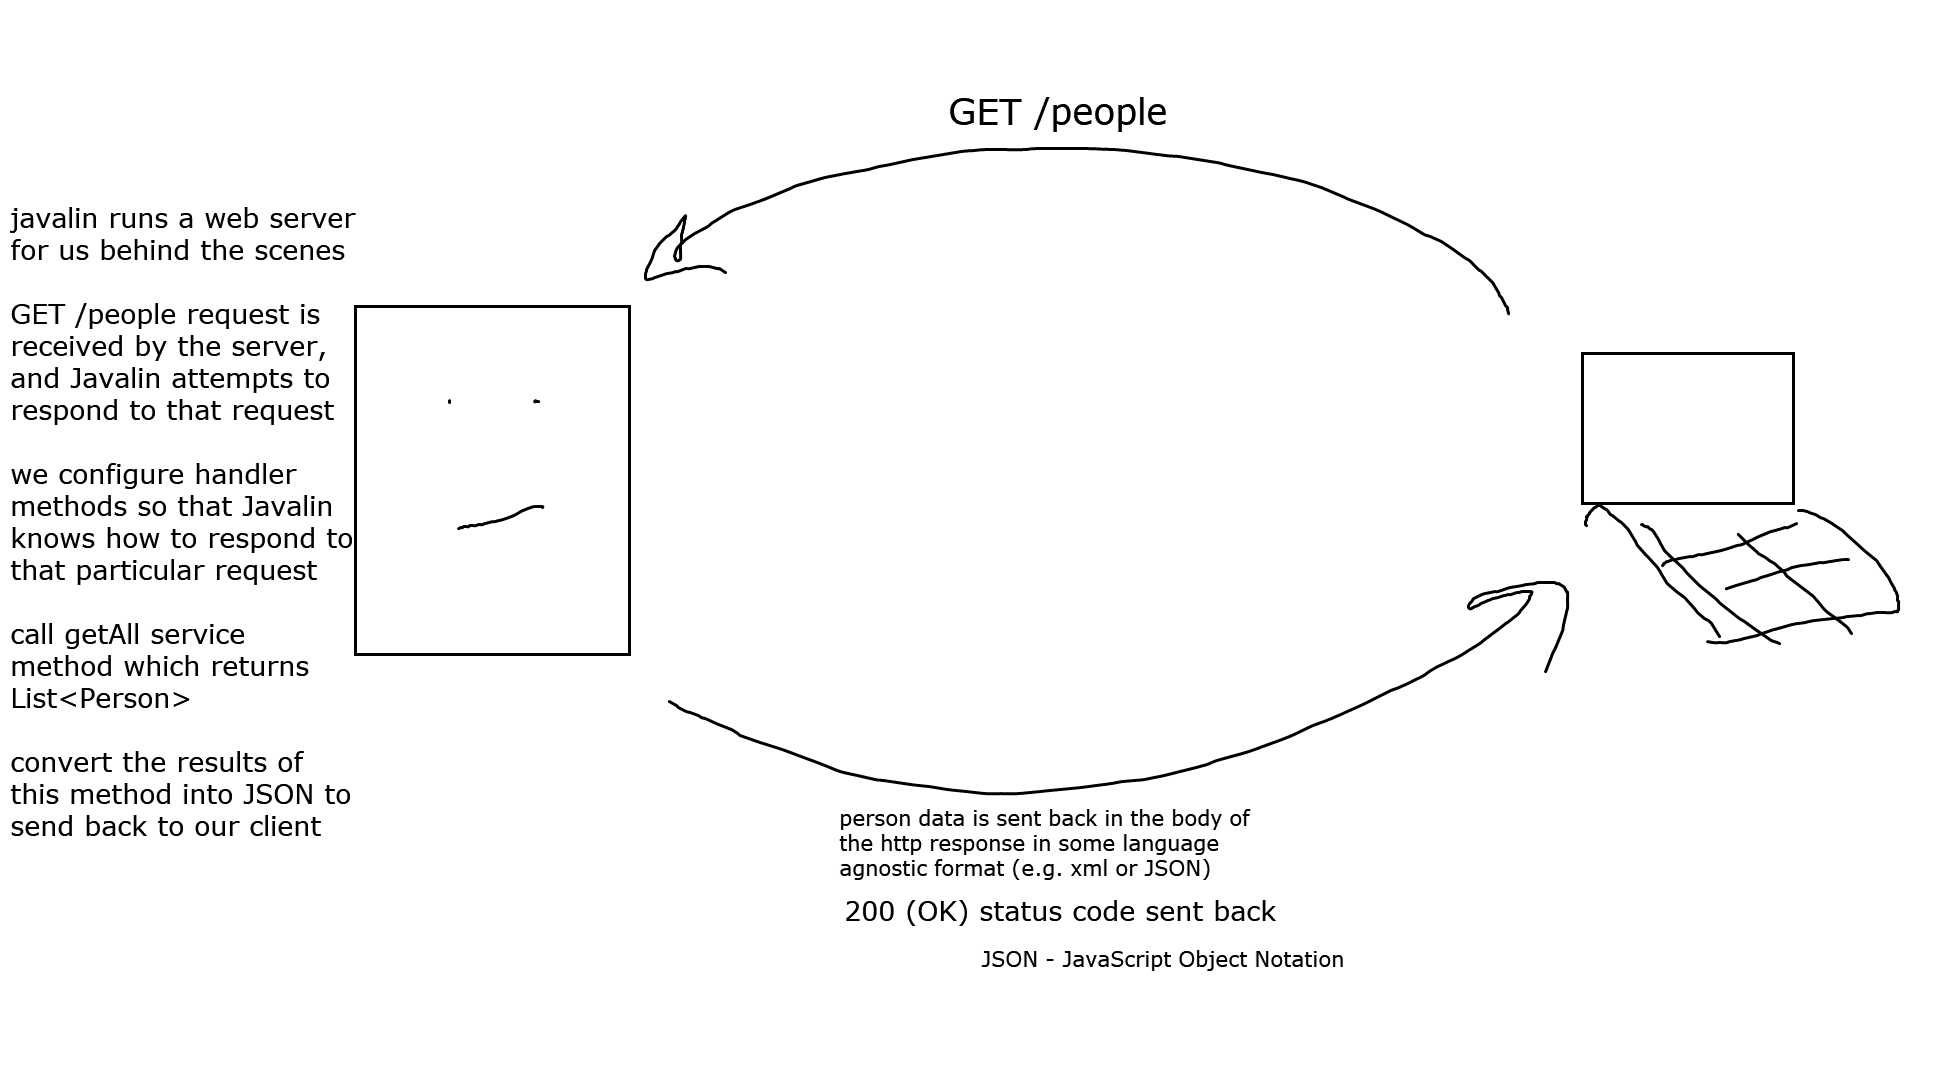 GET /people
javalin runs a web server
for us behind the scenes
GET /people request is
received by the server,
and Javalin attempts to
respond to that request
we configure handler
methods so that Javalin
knows how to respond to
that particular request
call getAll service
method which returns
List<Person>
convert the results of
this method into JSON to
send back to our client
person data is sent back in the body of
the http response in some language
agnostic format (e.g. xml or JSON)
200 (OK) status code sent back
JSON - JavaScript Object Notation